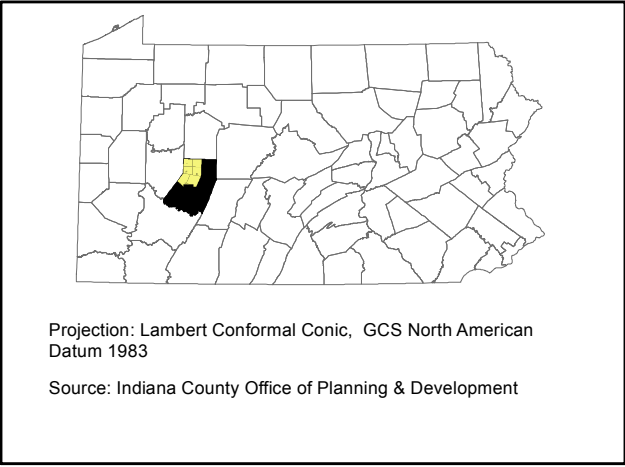 Projection: Lambert Conformal Conic,  GCS North American
Datum 1983
Source: Indiana County Office of Planning & Development